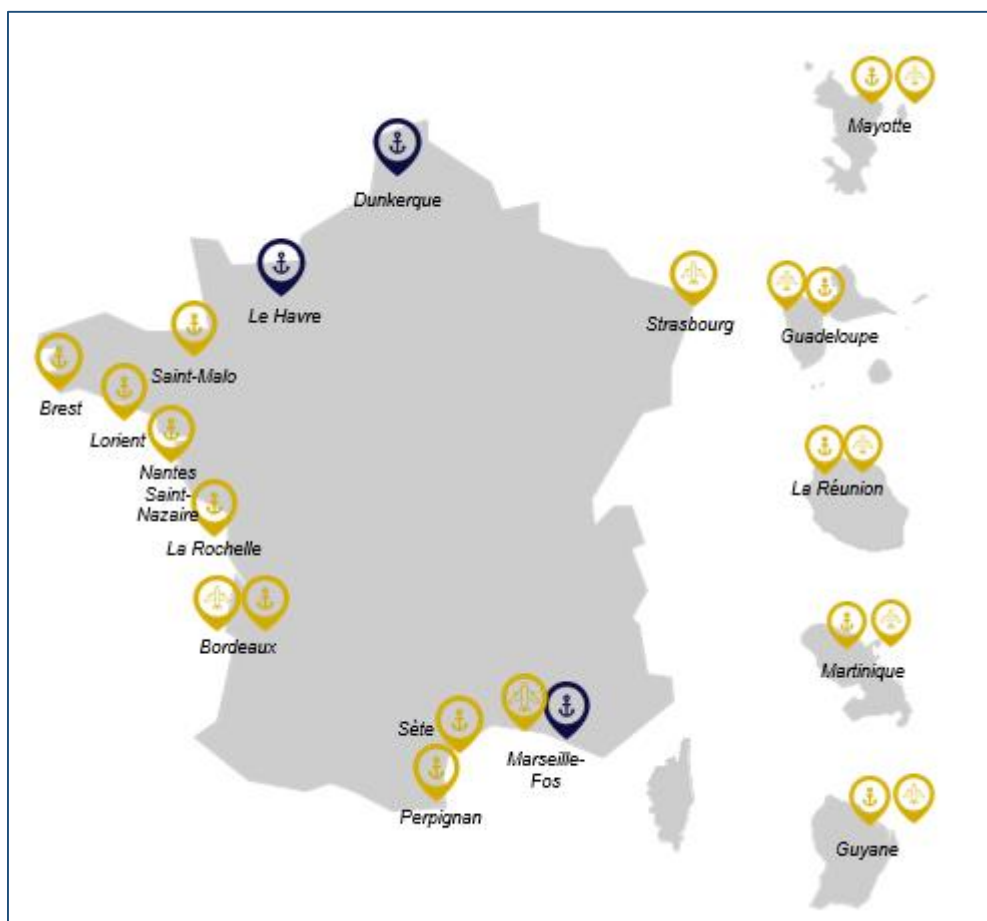 Mayotte
Dunkerque
Le Havre
Strasbourg
Guadeloupe
Saint-Malo
Brest
Lorient
Nantes
Saint-
Nazaire
La Réunion
La Rochelle
Bordeaux
Martinique
Sète
Marseille-
Fos
Perpignan
Guyane